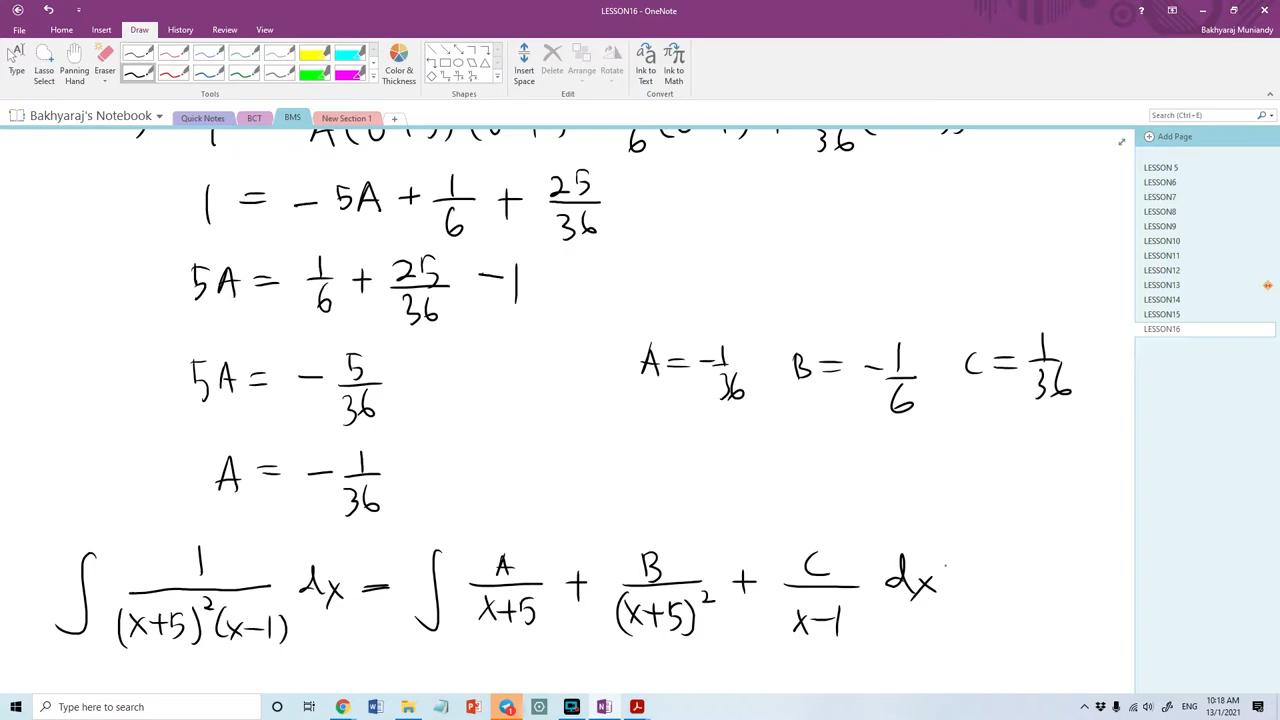 LESSON16 - OneNote
File Home Insert Draw History Review View Bakhyaraj Muniandy
Type Lasso Select Panning Hand Eraser Color & Thickness Insert Space Delete Arrange Rotate Ink to Text Ink to Math
Tools Shapes Edit Convert
Bakhyaraj's Notebook Quick Notes BCT BMS New Section 1 + Search (Ctrl+E)
Add Page
LESSON 5
LESSON6
LESSON7
LESSON8
LESSON9
LESSON10
LESSON11
LESSON12
LESSON13
LESSON14
LESSON15
LESSON16
1 = - 5A + 1/6 + 25/36
5A = 1/6 + 25/36 - 1
5A = - 5/36
A = -1/36 B = -1/6 C = 1/36
A = - 1/36
∫ 1/((x+5)²(x-1)) dx = ∫ A/(x+5) + B/(x+5)² + C/(x-1) dx
Type here to search
ENG 10:18 AM
13/1/2021